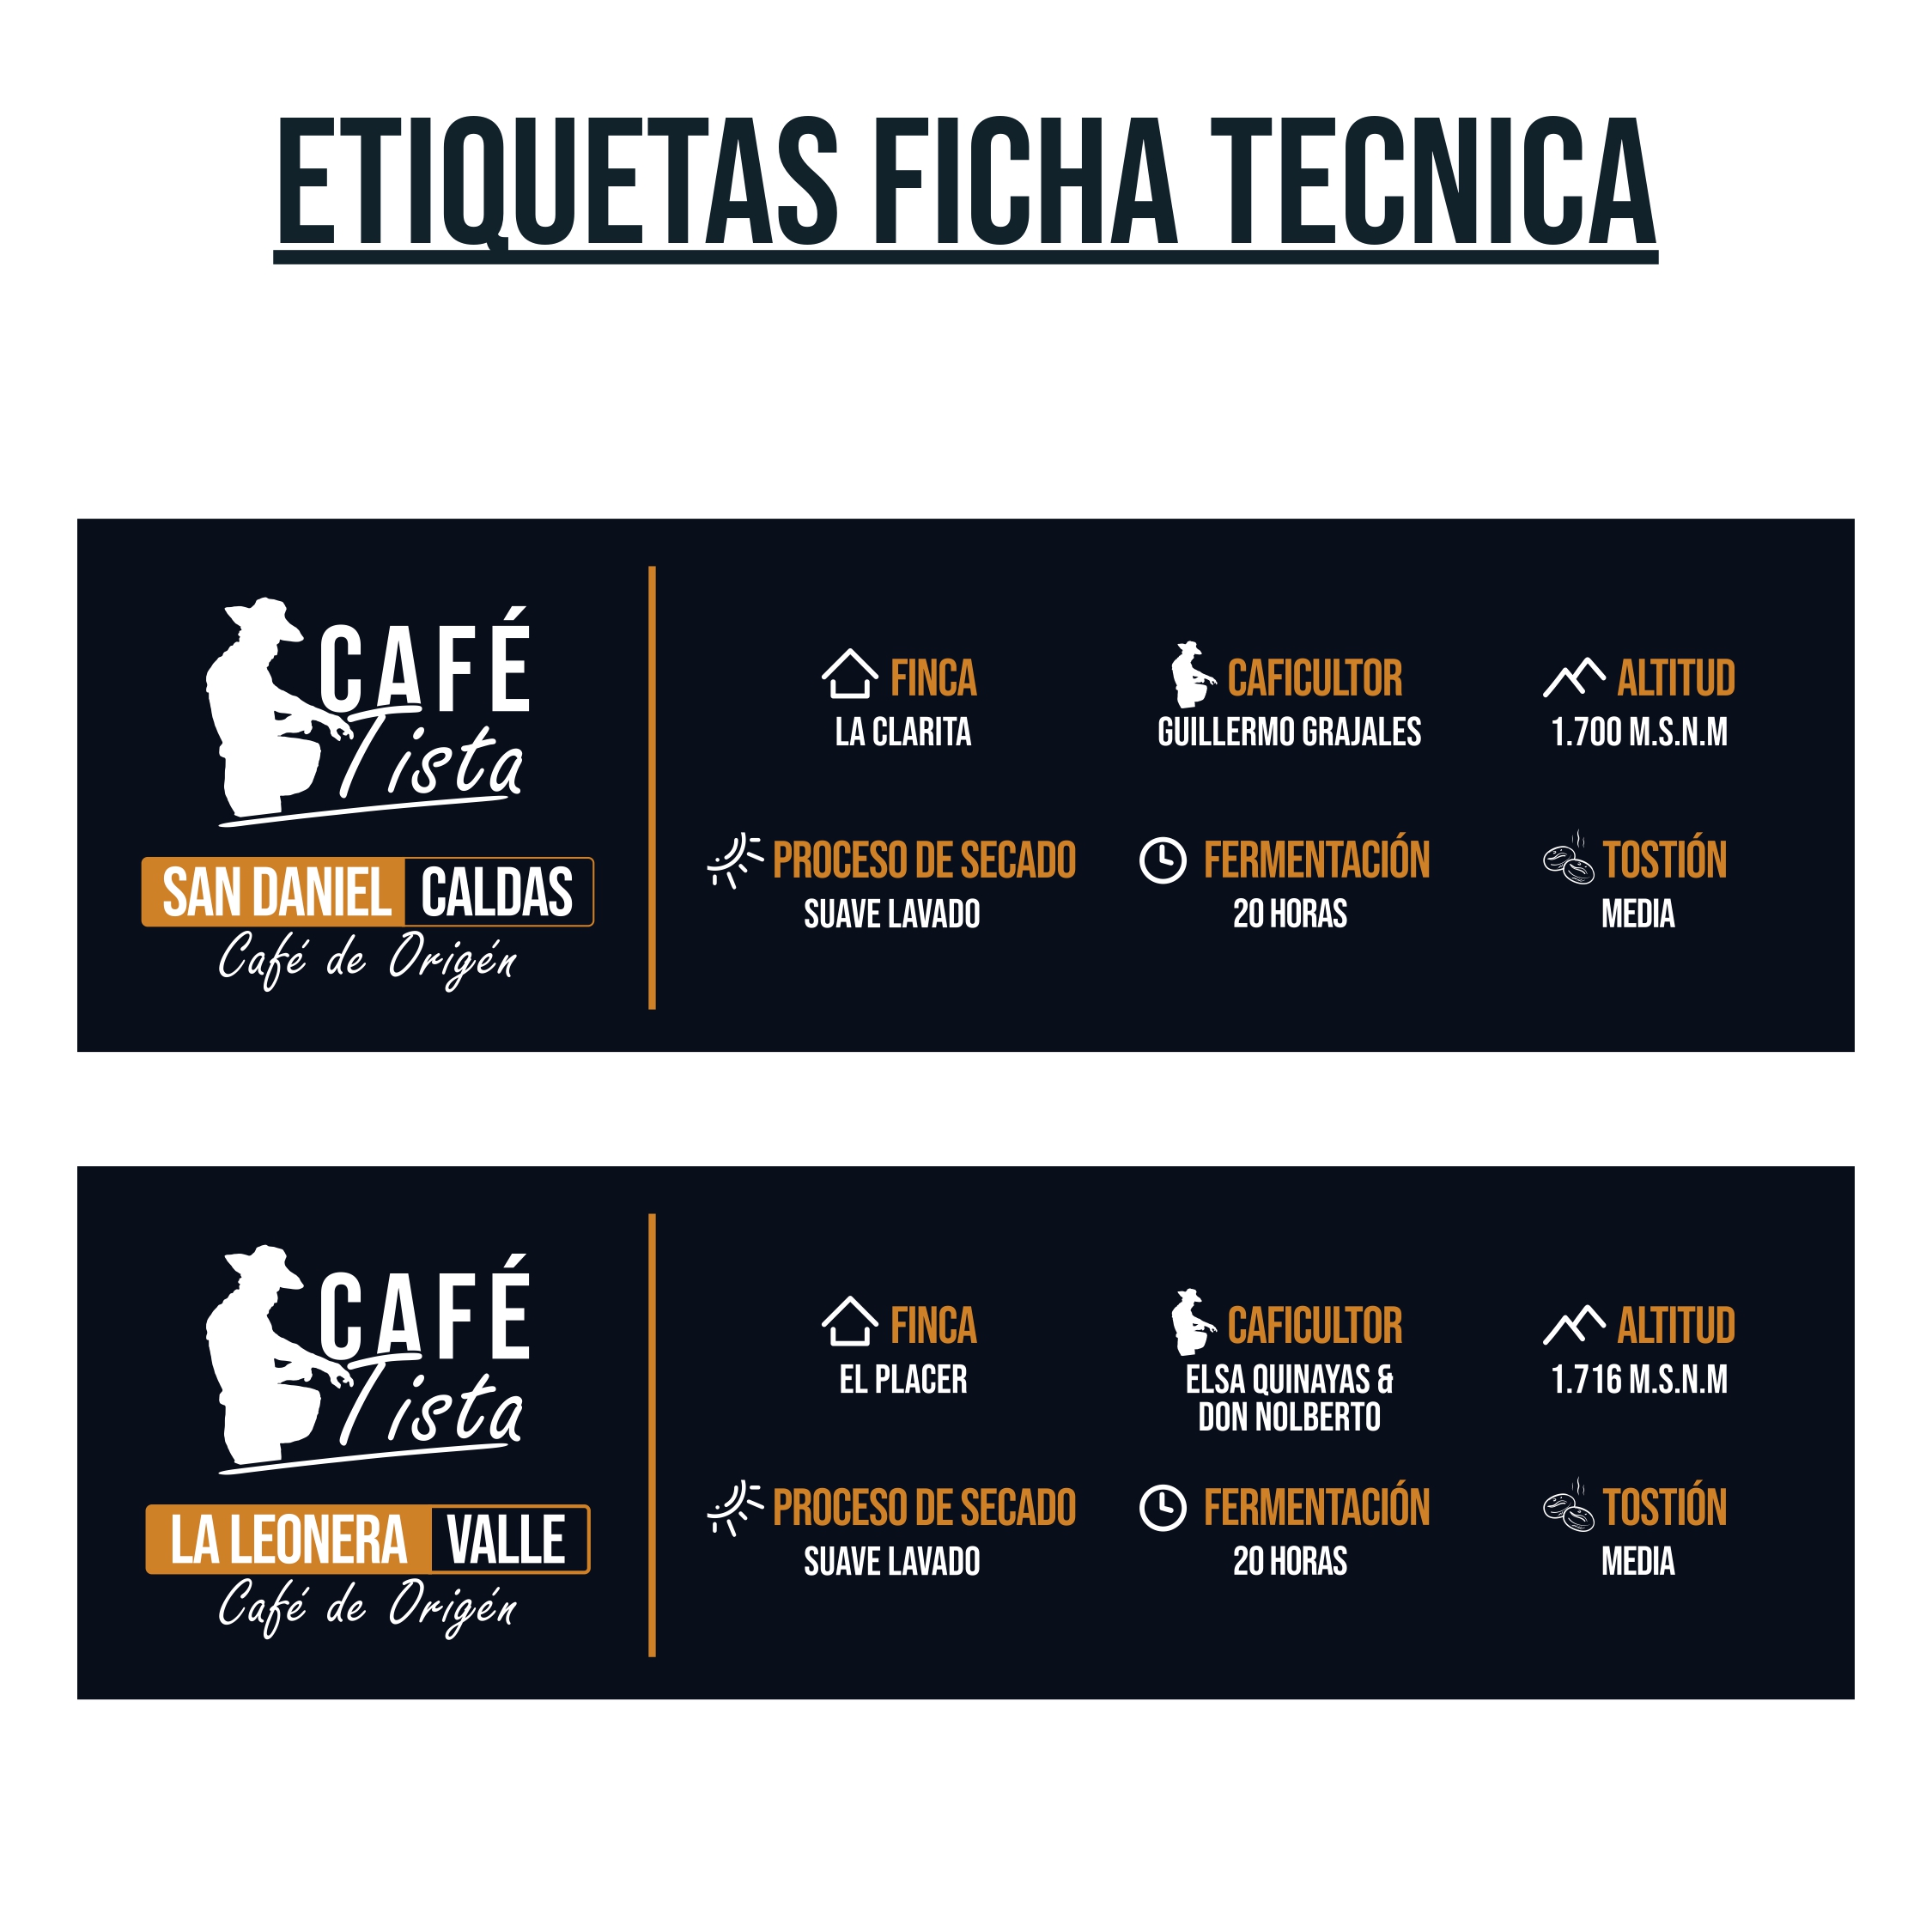 ETIQUETAS FICHA TECNICA
CAFÉ
Tista
SAN DANIEL CALDAS
Café de Origén
FINCA
LA CLARITA
CAFICULTOR
GUILLERMO GRAJALES
ALTITUD
1.700 M.S.N.M
PROCESO DE SECADO
SUAVE LAVADO
FERMENTACIÓN
20 HORAS
TOSTIÓN
MEDIA
CAFÉ
Tista
LA LEONERA VALLE
Café de Origén
FINCA
EL PLACER
CAFICULTOR
ELSA QUINAYAS &
DON NOLBERTO
ALTITUD
1.716 M.S.N.M
PROCESO DE SECADO
SUAVE LAVADO
FERMENTACIÓN
20 HORAS
TOSTIÓN
MEDIA